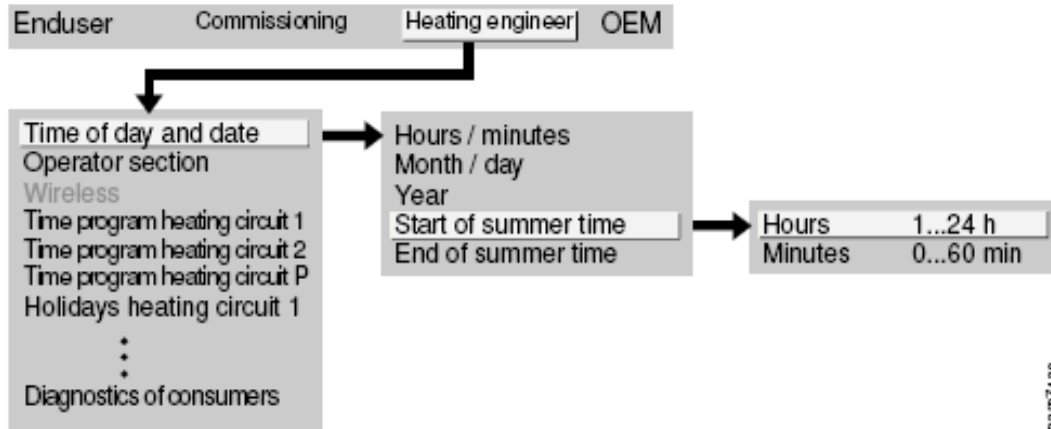 Enduser Commissioning Heating engineer OEM
Time of day and date
Operator section
Wireless
Time program heating circuit 1
Time program heating circuit 2
Time program heating circuit P
Holidays heating circuit 1
Diagnostics of consumers
Hours / minutes
Month / day
Year
Start of summer time
End of summer time
Hours 1...24 h
Minutes 0...60 min